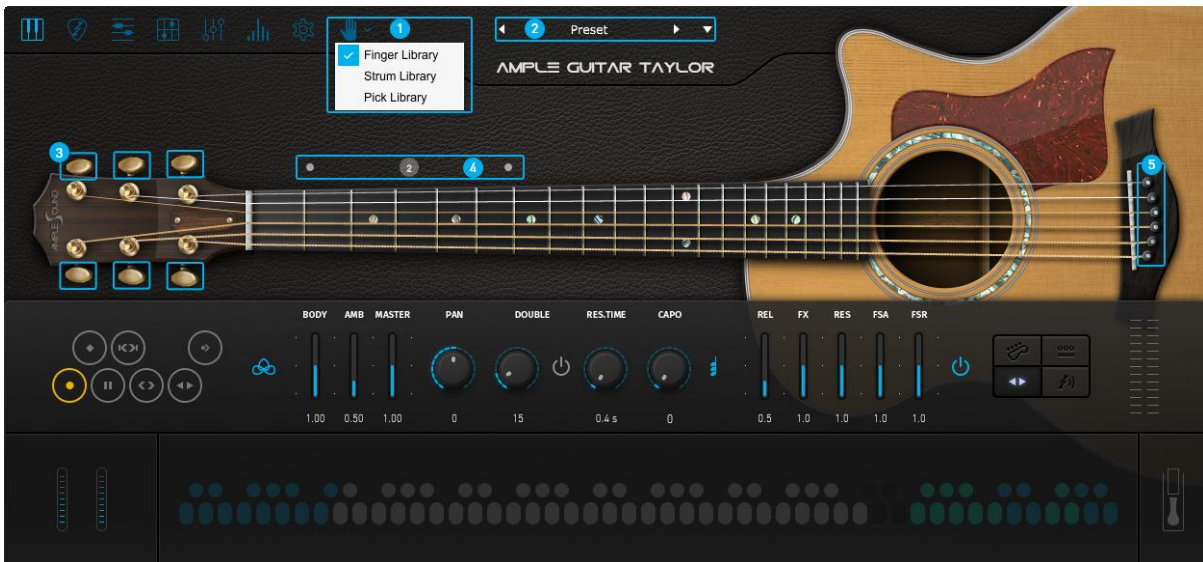 1
2 Preset
Finger Library
Strum Library
Pick Library
AMPLE GUITAR TAYLOR
3
2 4
5
AMPLE SOUND
BODY AMB MASTER PAN DOUBLE RES.TIME CAPO REL FX RES FSA FSR
1.00 0.50 1.00 0 15 0.4 s 0 0.5 1.0 1.0 1.0 1.0